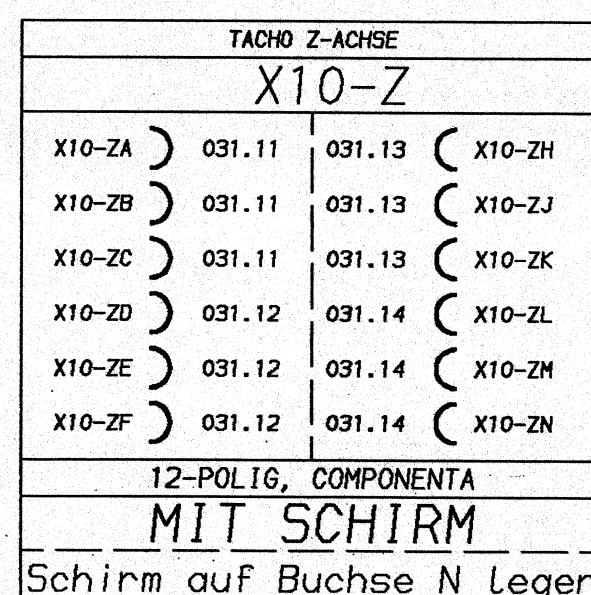 TACHO Z-ACHSE
X10-Z
X10-ZA 031.11 031.13 X10-ZH
X10-ZB 031.11 031.13 X10-ZJ
X10-ZC 031.11 031.13 X10-ZK
X10-ZD 031.12 031.14 X10-ZL
X10-ZE 031.12 031.14 X10-ZM
X10-ZF 031.12 031.14 X10-ZN
12-POLIG, COMPONENTA
MIT SCHIRM
Schirm auf Buchse N legen